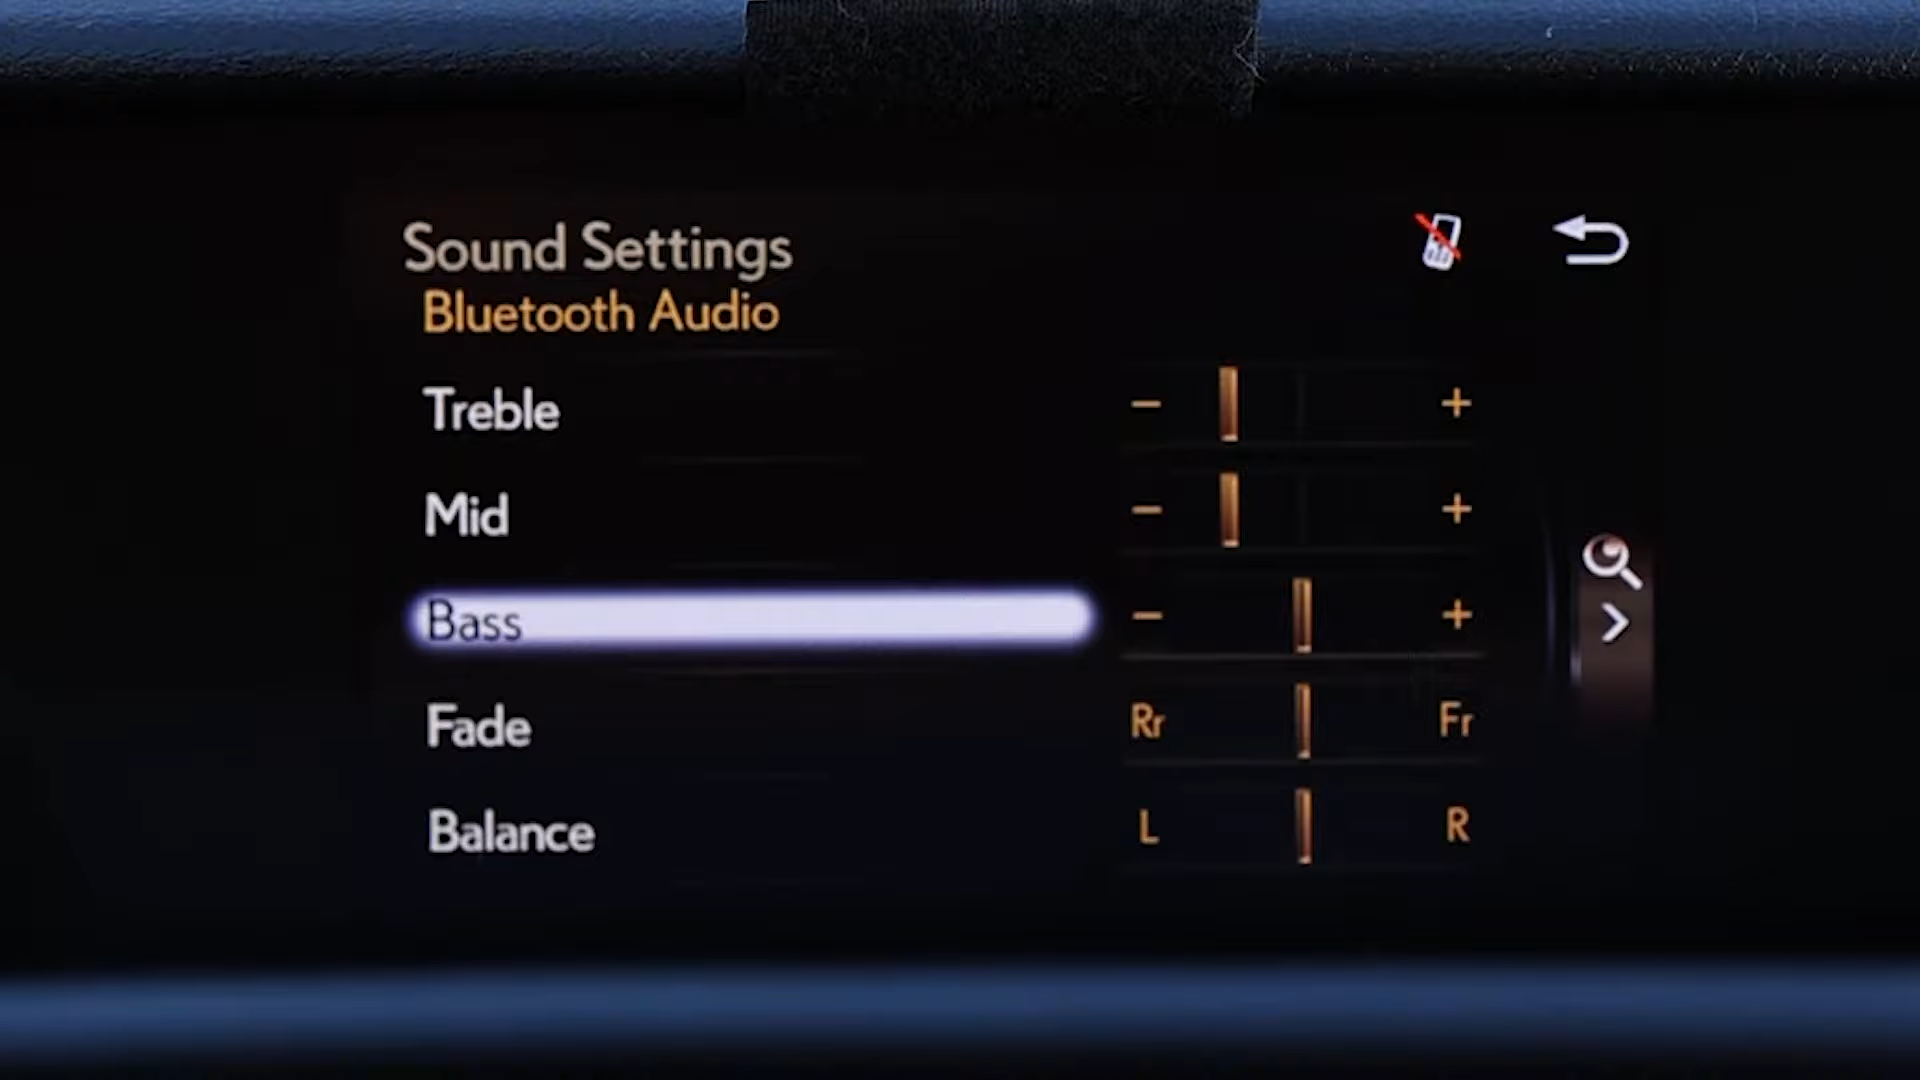 Sound Settings
Bluetooth Audio
Treble - +
Mid - +
Bass - +
Fade Rr Fr
Balance L R